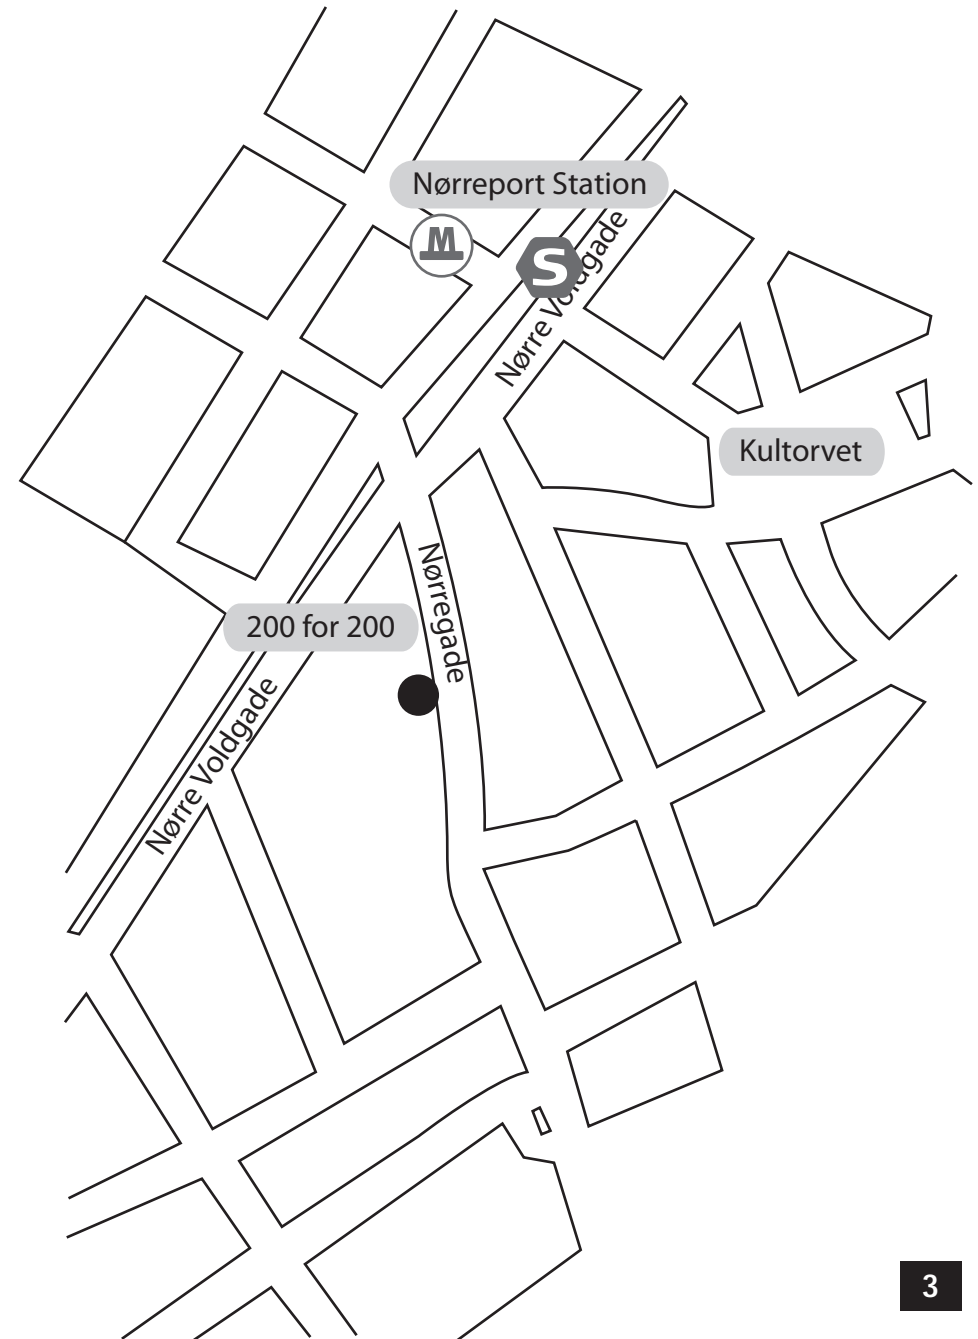 Nørreport Station
M
S
Nørre Voldgade
Kultorvet
Nørregade
200 for 200
Nørre Voldgade
3